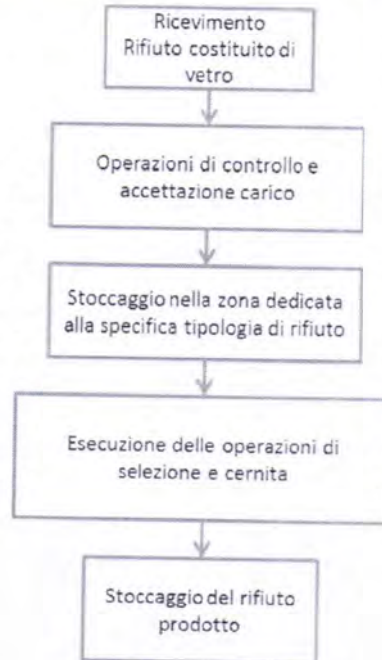 Ricevimento
Rifiuto costituito di
vetro
Operazioni di controllo e
accettazione carico
Stoccaggio nella zona dedicata
alla specifica tipologia di rifiuto
Esecuzione delle operazioni di
selezione e cernita
Stoccaggio del rifiuto
prodotto